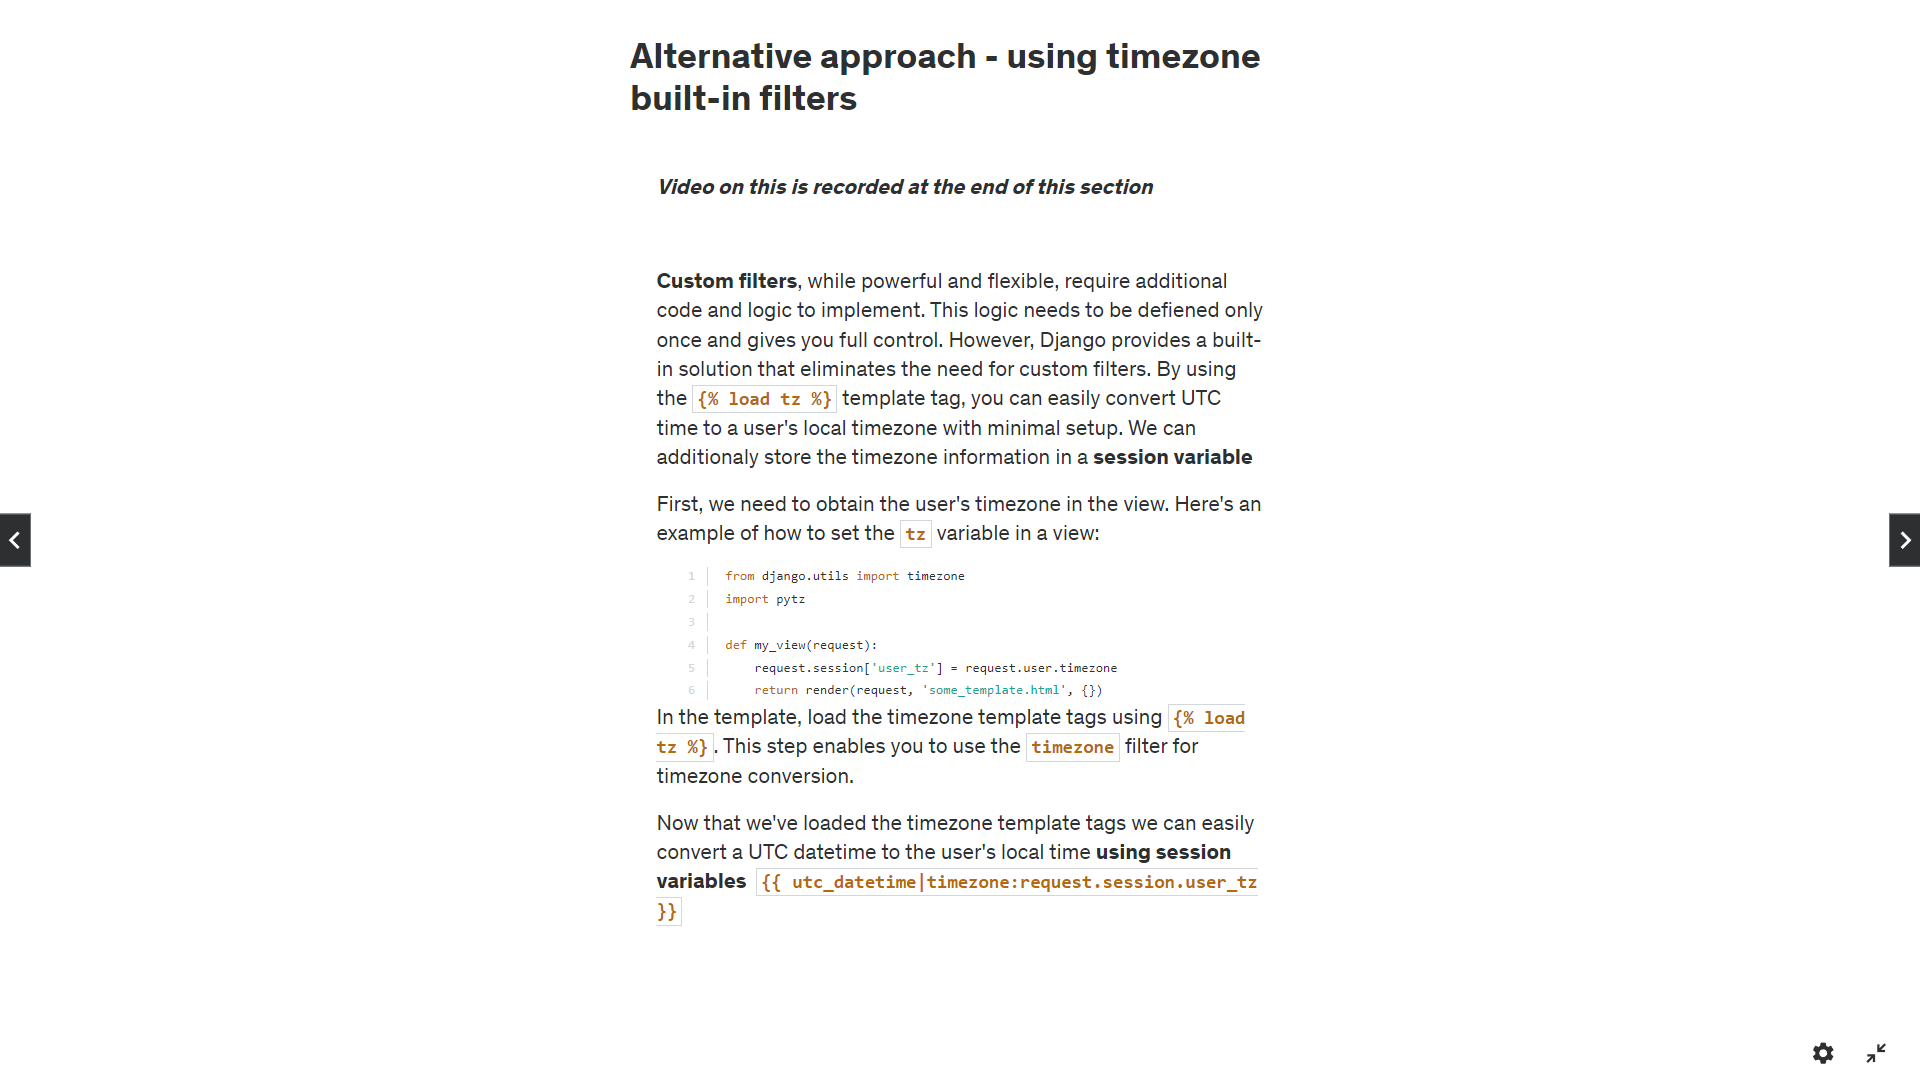 Alternative approach - using timezone
built-in filters
Video on this is recorded at the end of this section
Custom filters, while powerful and flexible, require additional
code and logic to implement. This logic needs to be defiened only
once and gives you full control. However, Django provides a built-
in solution that eliminates the need for custom filters. By using
the {% load tz %} template tag, you can easily convert UTC
time to a user's local timezone with minimal setup. We can
additionaly store the timezone information in a session variable
First, we need to obtain the user's timezone in the view. Here's an
example of how to set the tz variable in a view:
1 from django.utils import timezone
2 import pytz
3
4 def my_view(request):
5     request.session['user_tz'] = request.user.timezone
6     return render(request, 'some_template.html', {})
In the template, load the timezone template tags using {% load
tz %}. This step enables you to use the timezone filter for
timezone conversion.
Now that we've loaded the timezone template tags we can easily
convert a UTC datetime to the user's local time using session
variables {{ utc_datetime|timezone:request.session.user_tz
}}